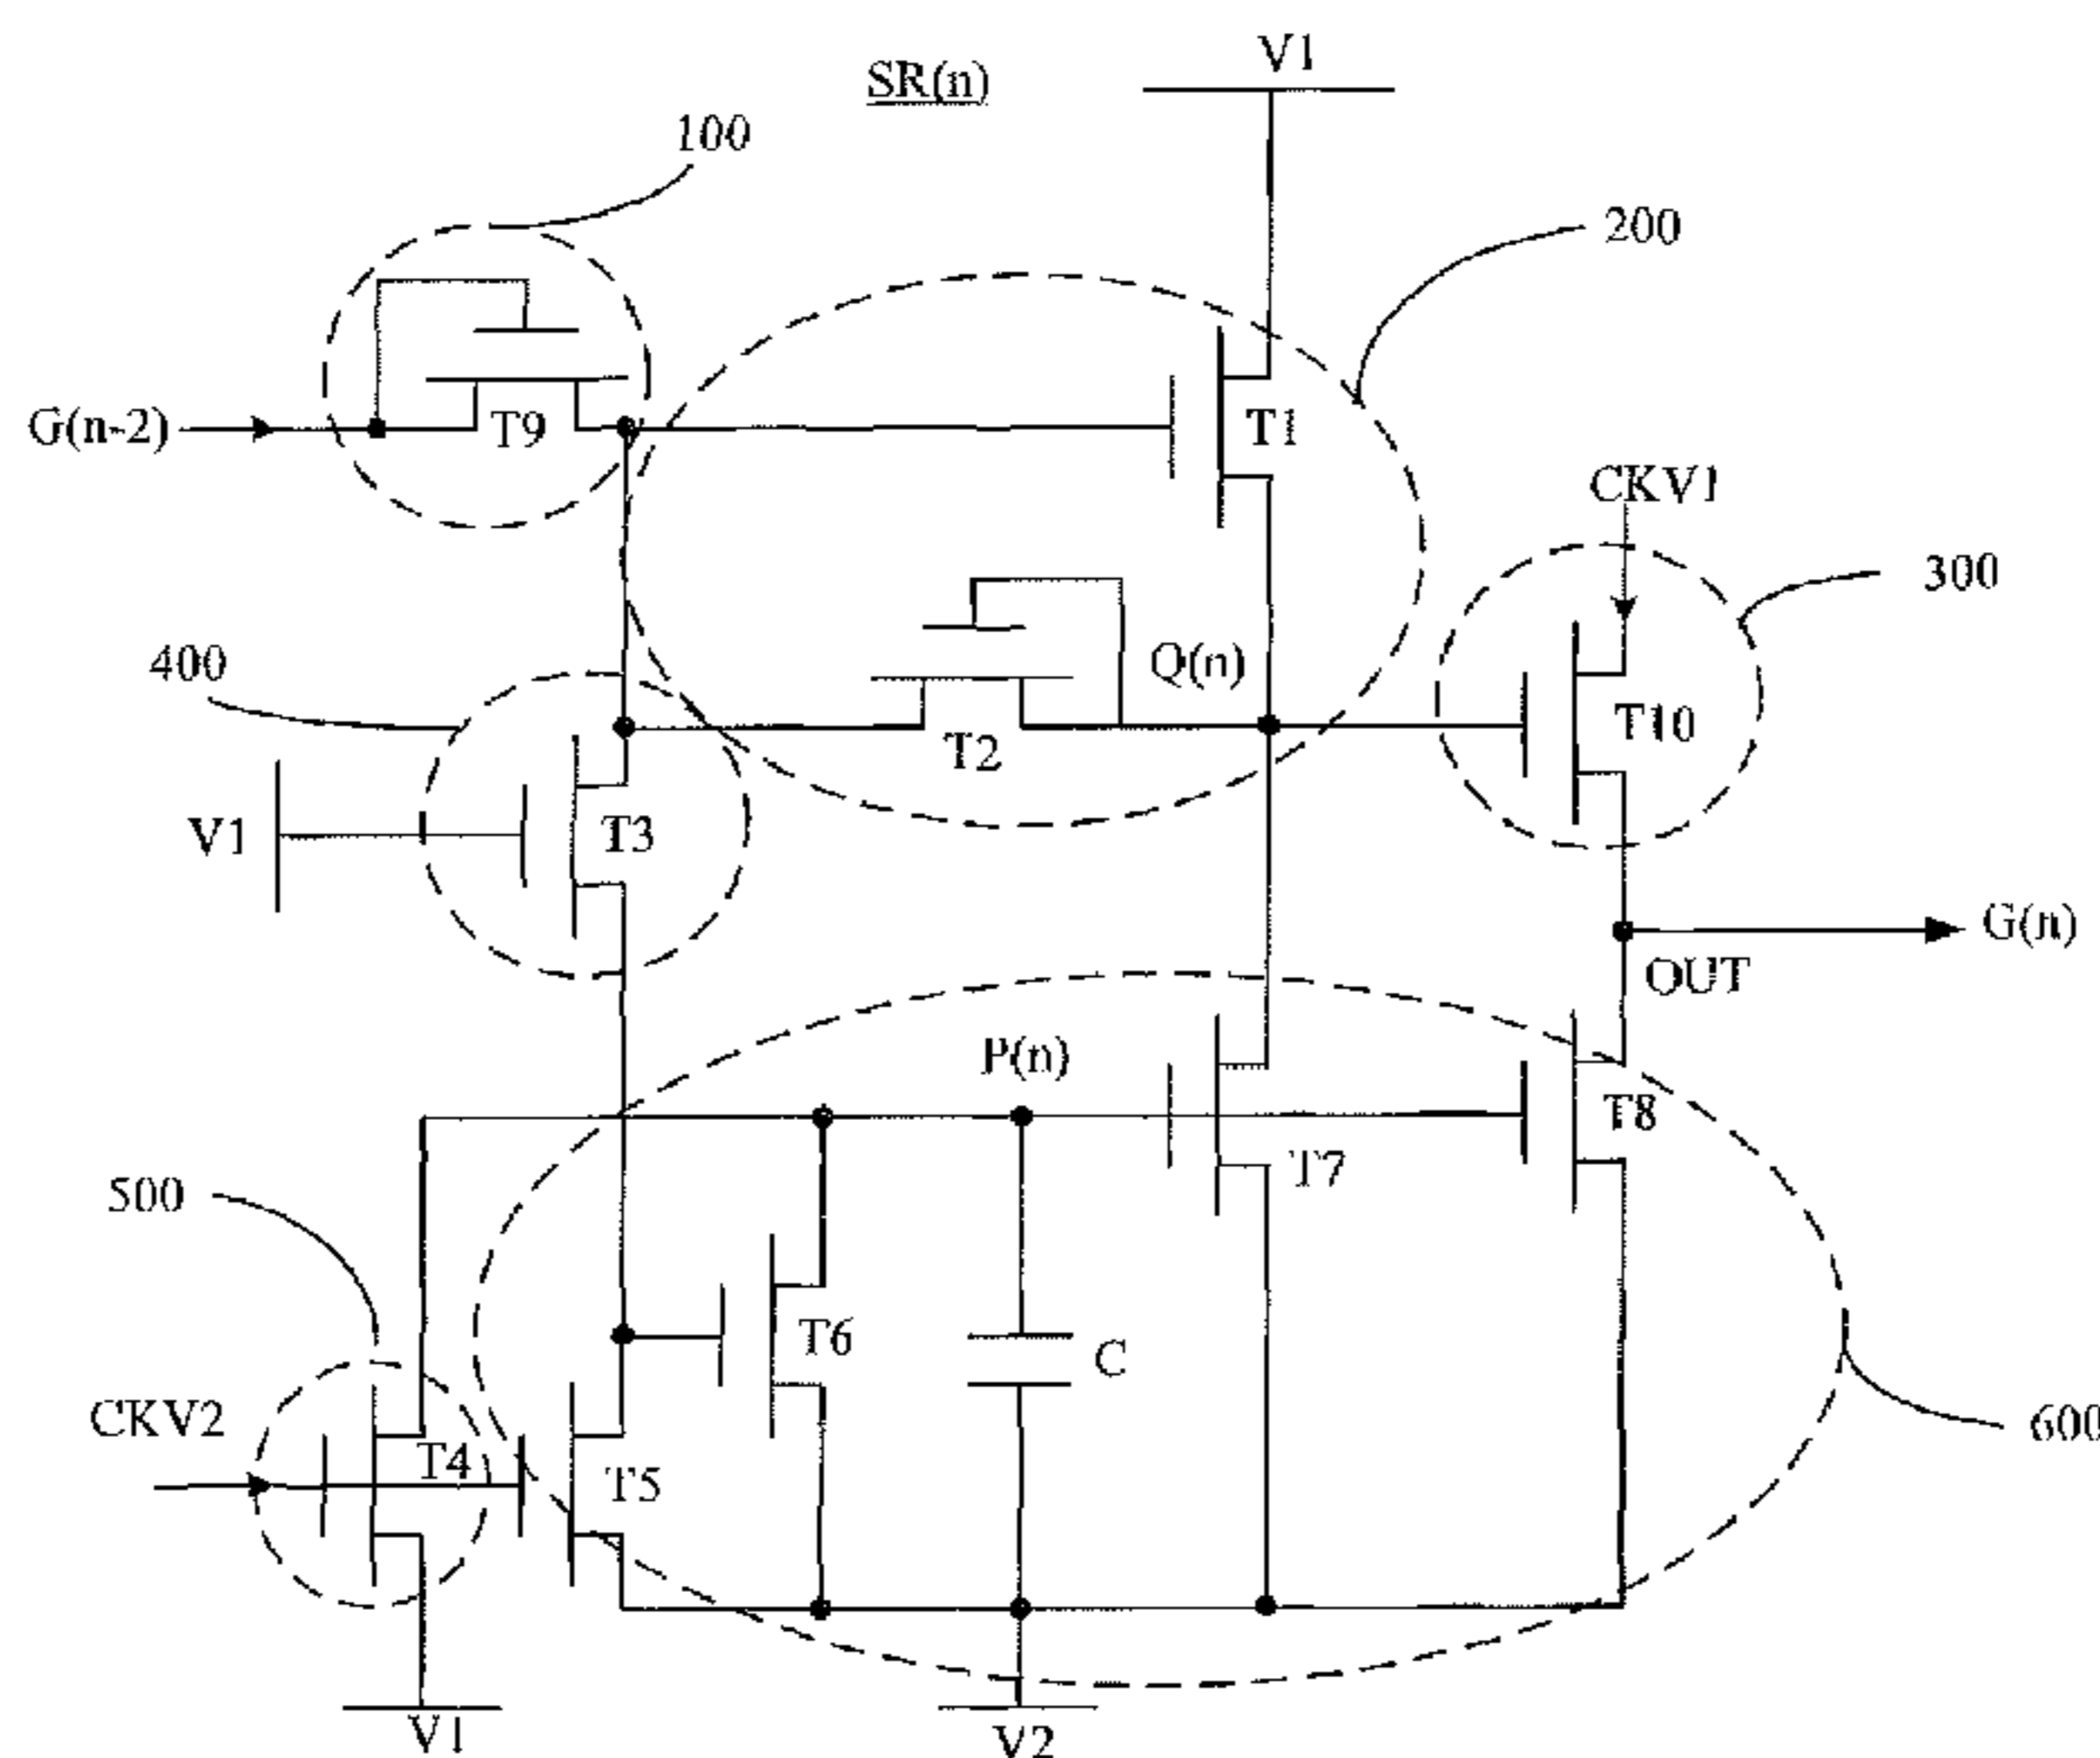 V1
SR(n)
100
200
G(n-2)
T9
T1
CKV1
300
400
Q(n)
T10
T2
V1
T3
G(n)
OUT
P(n)
T8
T7
500
T6
C
CKV2
T4
T5
600
V1
V2